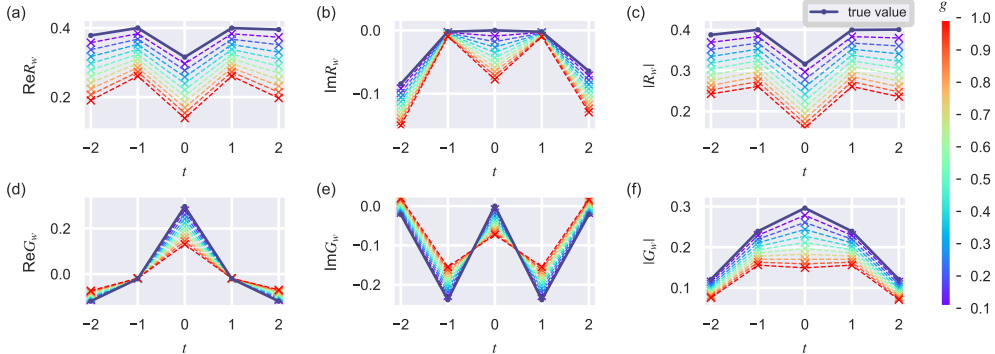 (a)
0.4
0.2
ReR_w
−2 −1 0 1 2
t
(b)
0.0
−0.1
ImR_w
−2 −1 0 1 2
t
(c)
true value
0.4
0.3
0.2
|R_w|
−2 −1 0 1 2
t
g
1.0
0.9
0.8
0.7
0.6
0.5
0.4
0.3
0.2
0.1
(d)
0.2
0.0
ReG_w
−2 −1 0 1 2
t
(e)
0.0
−0.1
−0.2
ImG_w
−2 −1 0 1 2
t
(f)
0.3
0.2
0.1
|G_w|
−2 −1 0 1 2
t